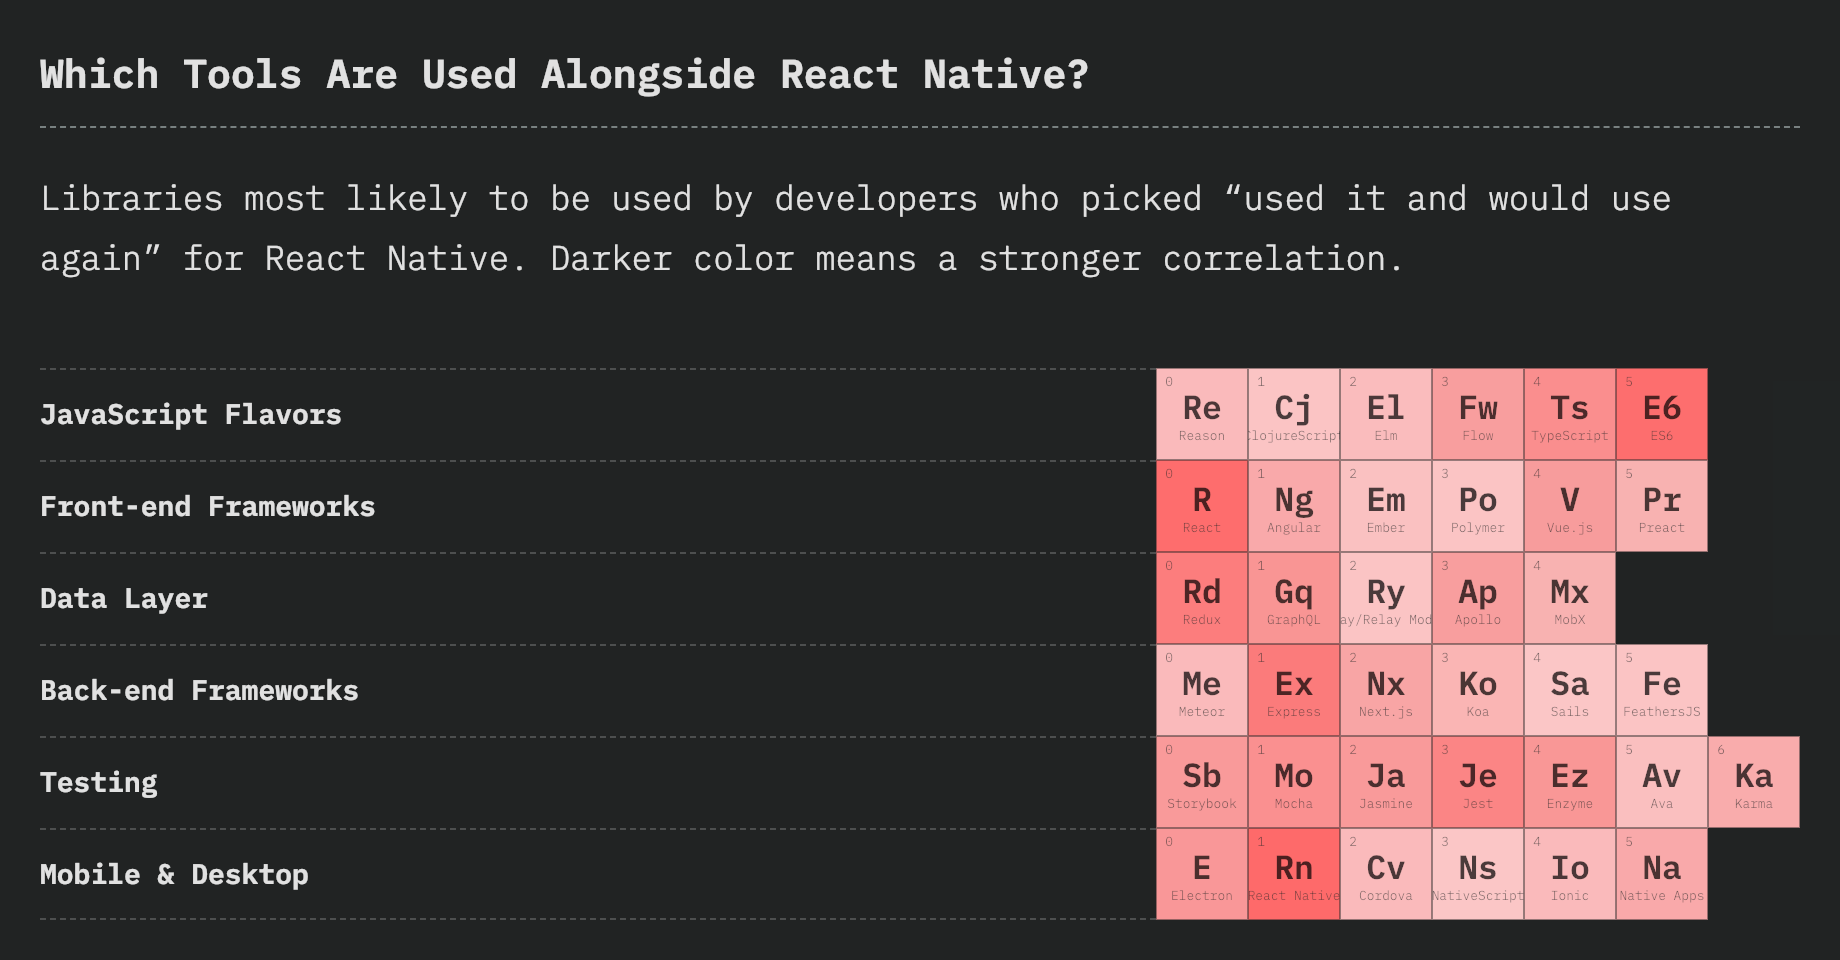 Which Tools Are Used Alongside React Native?
Libraries most likely to be used by developers who picked “used it and would use
again” for React Native. Darker color means a stronger correlation.
JavaScript Flavors
0 1 2 3 4 5
Re Cj El Fw Ts E6
Reason ClojureScript Elm Flow TypeScript ES6
Front-end Frameworks
0 1 2 3 4 5
R Ng Em Po V Pr
React Angular Ember Polymer Vue.js Preact
Data Layer
0 1 2 3 4
Rd Gq Ry Ap Mx
Redux GraphQL ay/Relay Mod Apollo MobX
Back-end Frameworks
0 1 2 3 4 5
Me Ex Nx Ko Sa Fe
Meteor Express Next.js Koa Sails FeathersJS
Testing
0 1 2 3 4 5 6
Sb Mo Ja Je Ez Av Ka
Storybook Mocha Jasmine Jest Enzyme Ava Karma
Mobile & Desktop
0 1 2 3 4 5
E Rn Cv Ns Io Na
Electron React Native Cordova NativeScript Ionic Native Apps